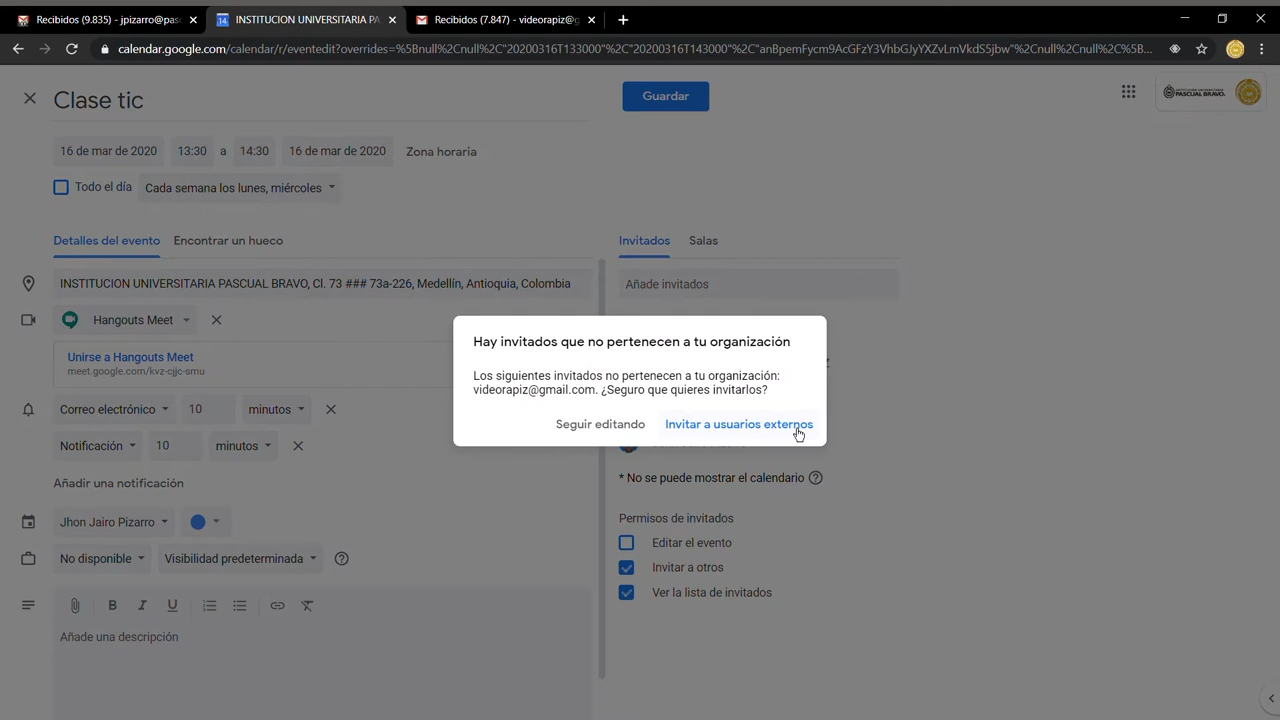 Recibidos (9.835) - jpizarro@pas
INSTITUCION UNIVERSITARIA PA
Recibidos (7.847) - videorapiz@g
calendar.google.com/calendar/r/eventedit?overrides=%5Bnull%2Cnull%2C"20200316T133000"%2C"20200316T143000"%2C"anBpemFycm9AcGFzY3VhbGJyYXZvLmVkdS5jbw"%2Cnull%2Cnull%2C%5B...
Clase tic
Guardar
INSTITUCIÓN UNIVERSITARIA
PASCUAL BRAVO.
16 de mar de 2020 13:30 a 14:30 16 de mar de 2020 Zona horaria
Todo el día Cada semana los lunes, miércoles
Detalles del evento Encontrar un hueco
Invitados Salas
INSTITUCION UNIVERSITARIA PASCUAL BRAVO, Cl. 73 ### 73a-226, Medellín, Antioquia, Colombia
Añade invitados
Hangouts Meet
Unirse a Hangouts Meet
meet.google.com/kvz-cjjc-smu
Hay invitados que no pertenecen a tu organización
Los siguientes invitados no pertenecen a tu organización:
videorapiz@gmail.com. ¿Seguro que quieres invitarlos?
Seguir editando Invitar a usuarios externos
Correo electrónico 10 minutos
Notificación 10 minutos
Añadir una notificación
* No se puede mostrar el calendario
Permisos de invitados
Editar el evento
Invitar a otros
Ver la lista de invitados
Jhon Jairo Pizarro
No disponible Visibilidad predeterminada
B I U
Añade una descripción